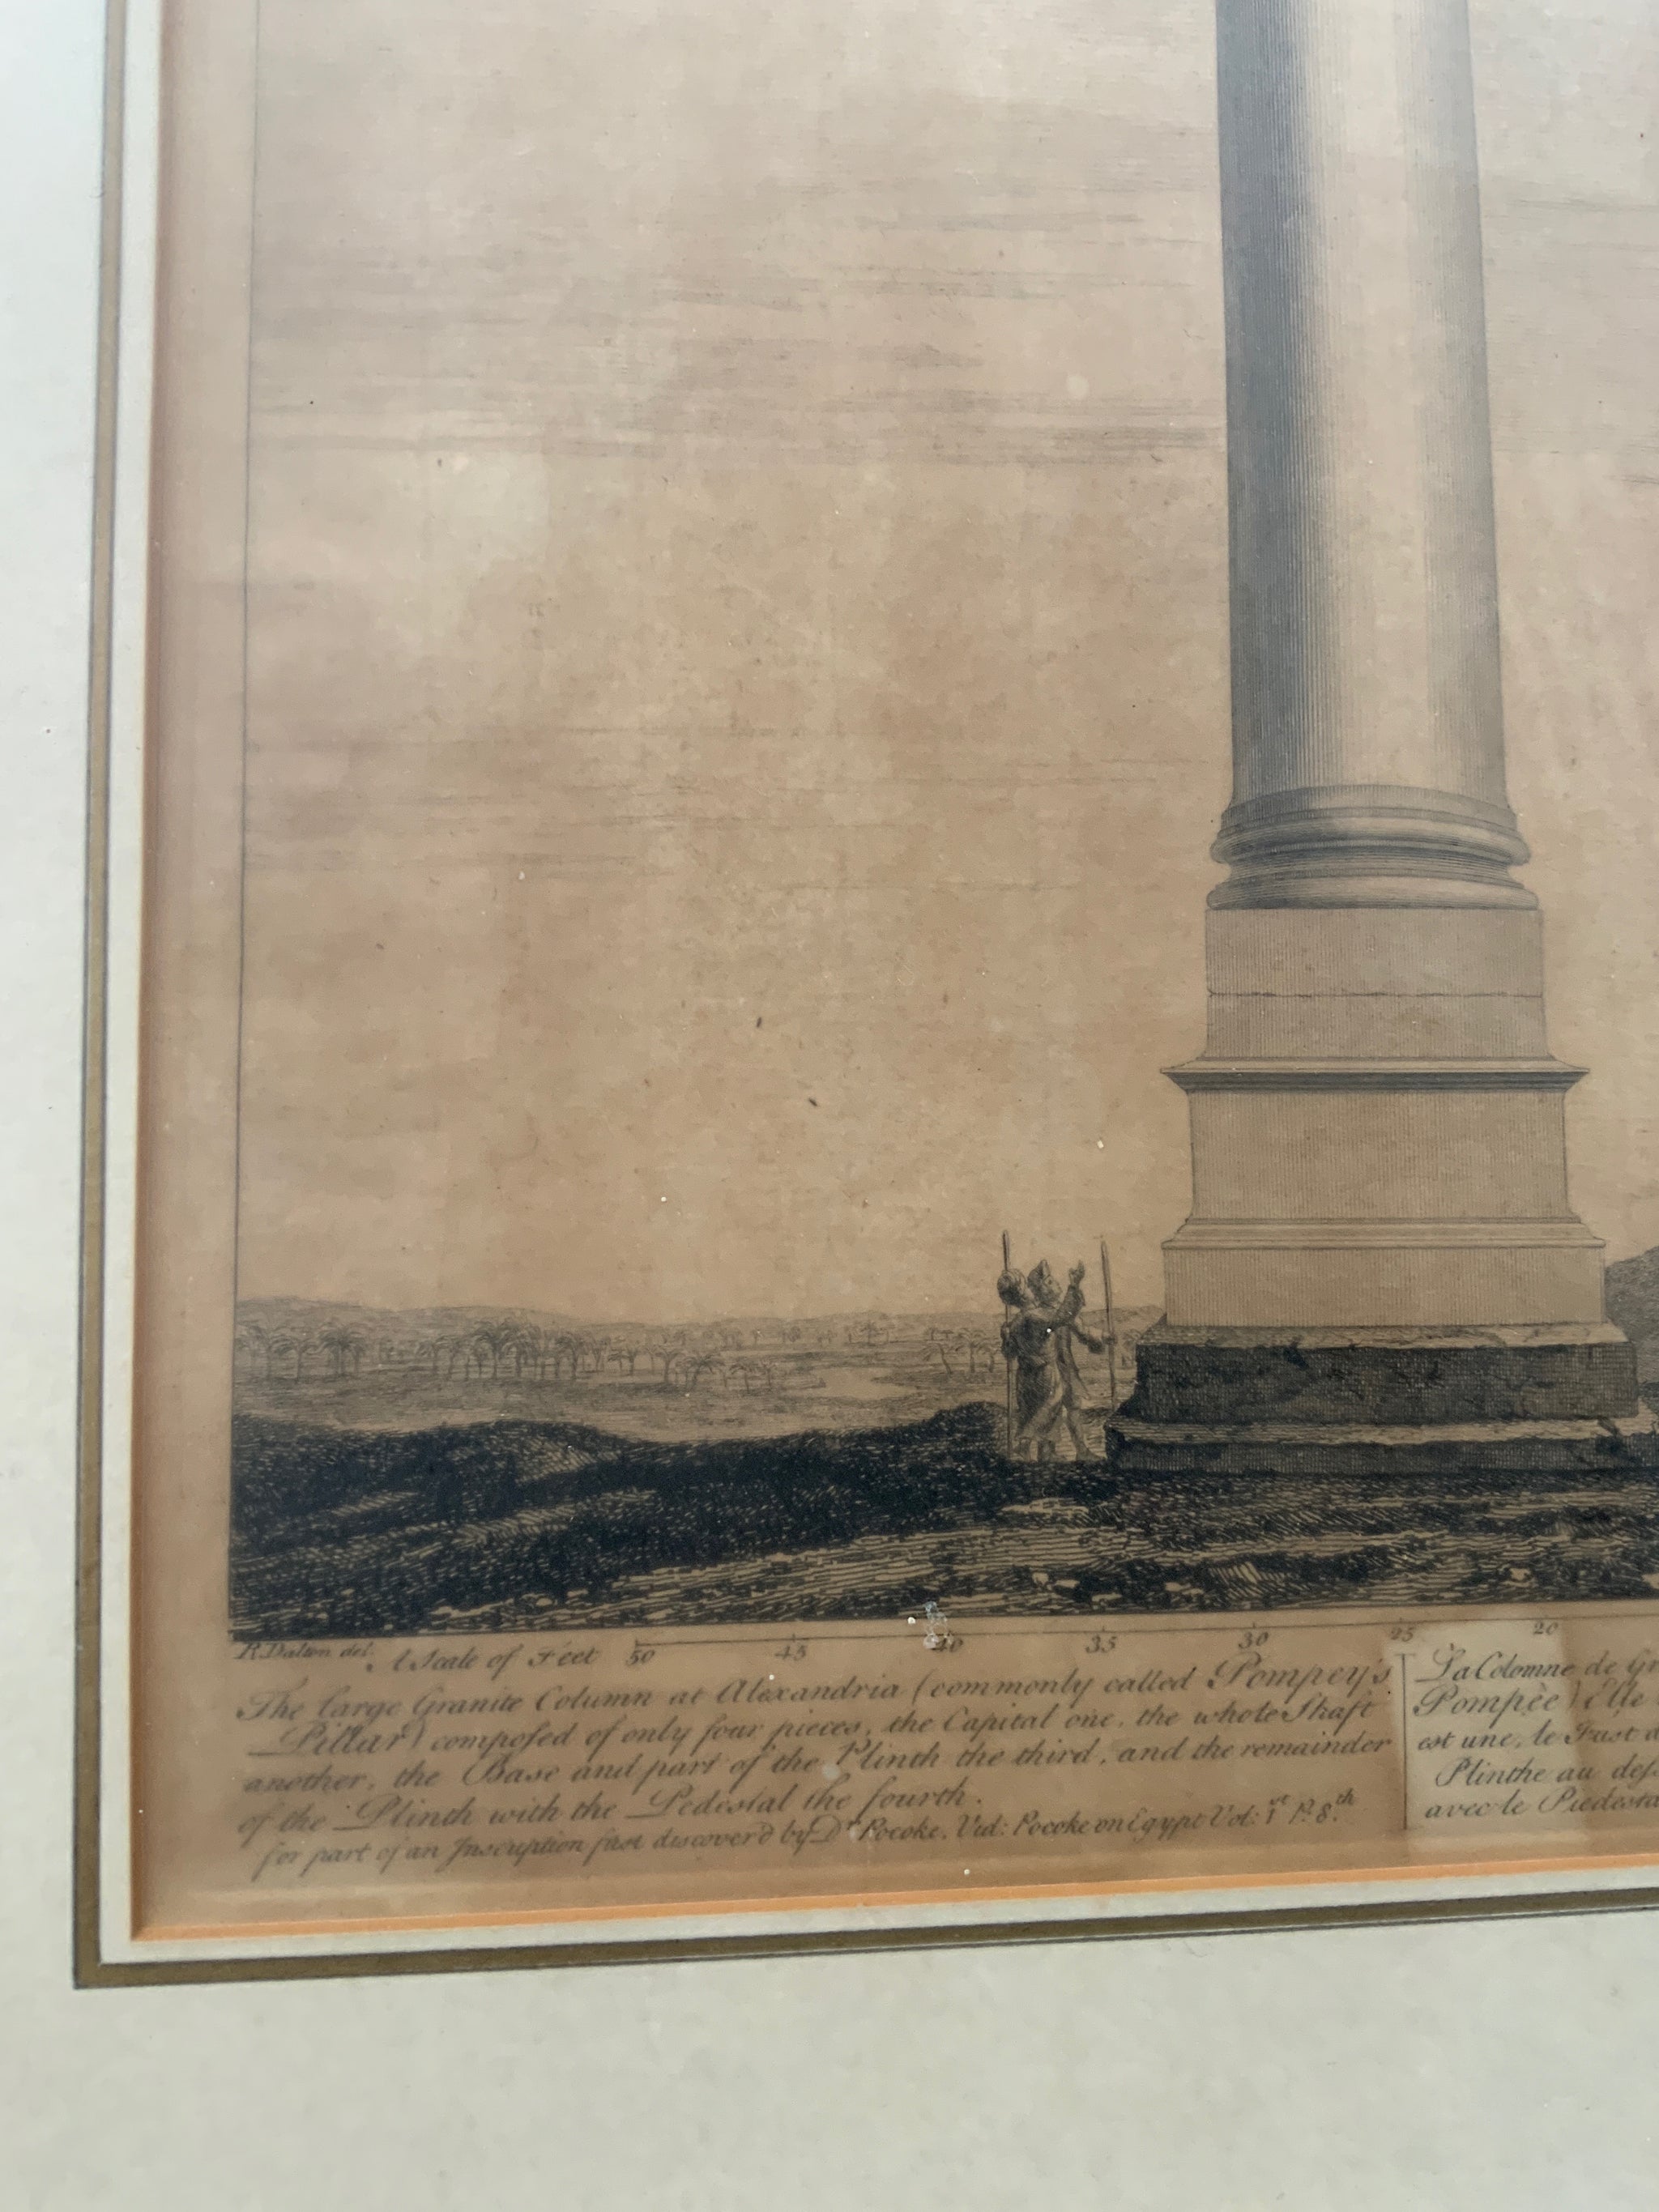 R. Dalton del. A Scale of Feet 50 45 40 35 30 25 20
The large Granite Column at Alexandria (commonly called Pompey's
Pillar) composed of only four pieces, the Capital one, the whole Shaft
another, the Base and part of the Plinth the third, and the remainder
of the Plinth with the Pedestal the fourth.
for part of an Inscription first discover'd by Dr Pococke. Vid: Pococke on Egypt Vol: 1st P. 8th
La Colonne de Gr
Pompèe) Elle
est une, le Fust
Plinthe au des
avec le Piedesta